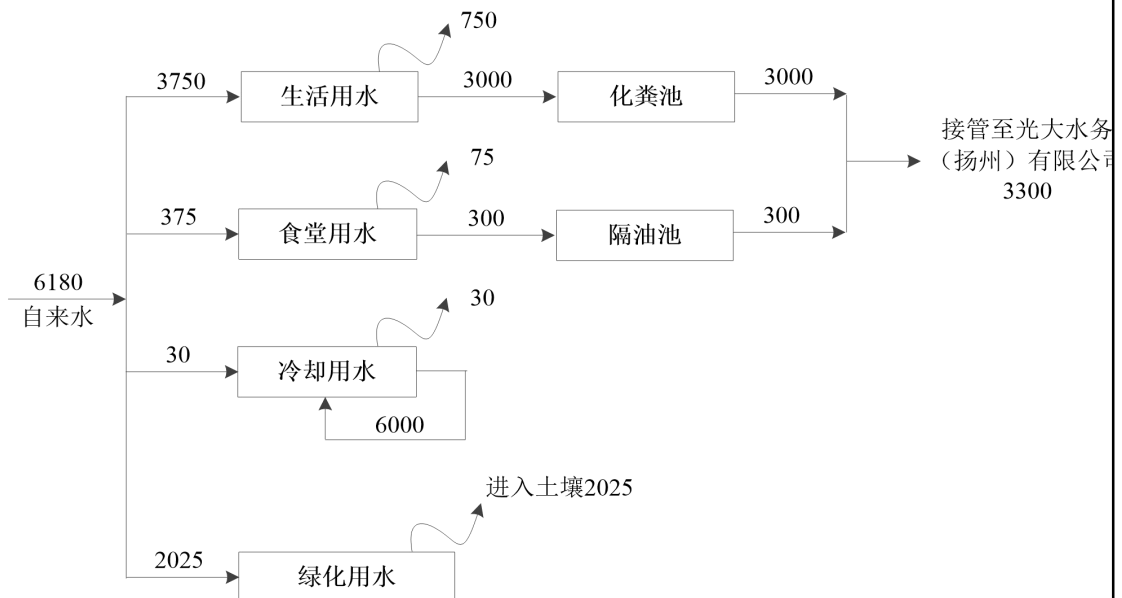 750
3750
生活用水
3000
化粪池
3000
接管至光大水务
（扬州）有限公司
3300
75
375
食堂用水
300
隔油池
300
6180
自来水
30
30
冷却用水
6000
进入土壤2025
2025
绿化用水